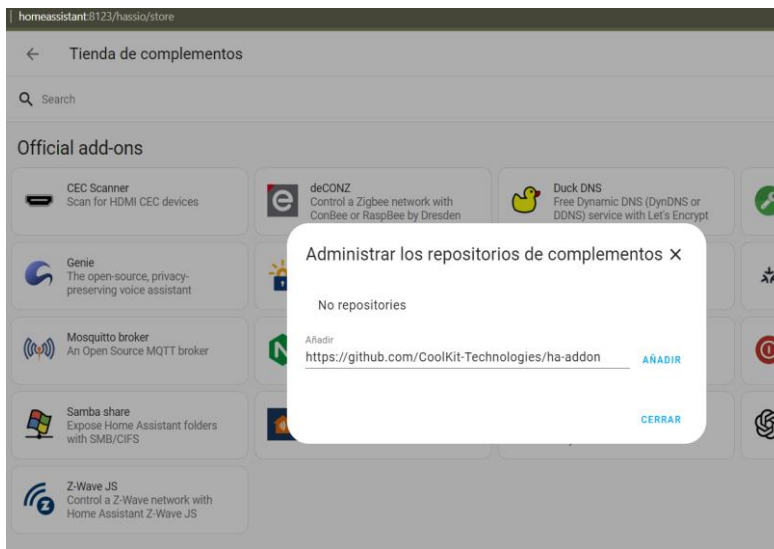 homeassistant:8123/hassio/store
Tienda de complementos
Search
Official add-ons
CEC Scanner
Scan for HDMI CEC devices
deCONZ
Control a Zigbee network with
ConBee or RaspBee by Dresden
Duck DNS
Free Dynamic DNS (DynDNS or
DDNS) service with Let's Encrypt
Genie
The open-source, privacy-
preserving voice assistant
Administrar los repositorios de complementos
No repositories
Mosquitto broker
An Open Source MQTT broker
Añadir
https://github.com/CoolKit-Technologies/ha-addon
AÑADIR
Samba share
Expose Home Assistant folders
with SMB/CIFS
CERRAR
Z-Wave JS
Control a Z-Wave network with
Home Assistant Z-Wave JS